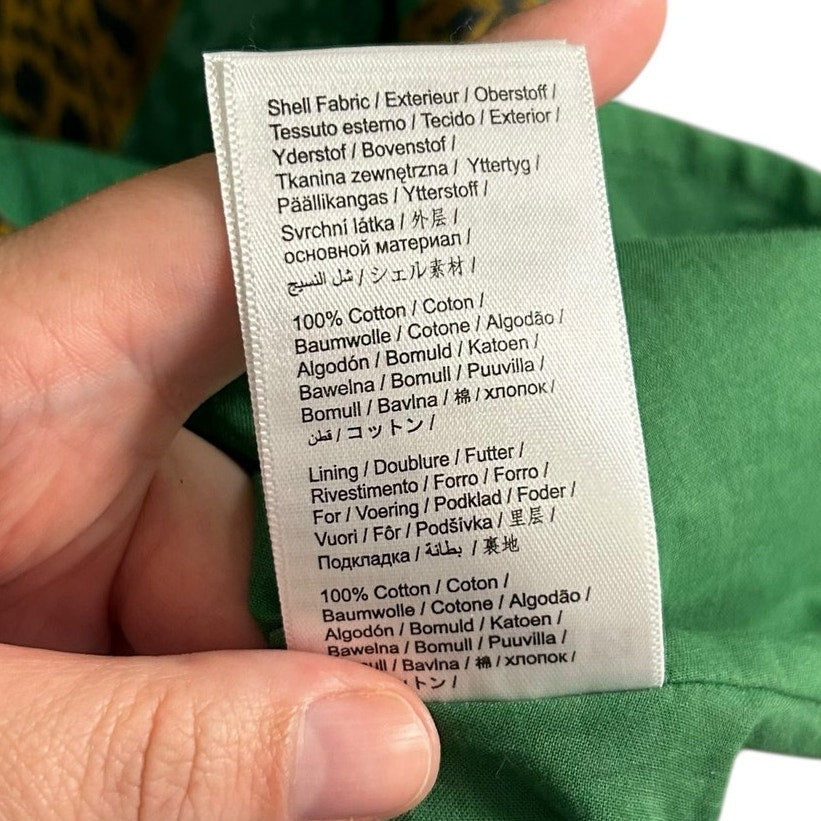 Shell Fabric / Exterieur / Oberstoff /
Tessuto esterno / Tecido / Exterior /
Yderstof / Bovenstof /
Tkanina zewnętrzna / Yttertyg /
Päällikangas / Ytterstoff /
Svrchní látka / 外层 /
основной материал /
شل النسيج / シェル素材 /
100% Cotton / Coton /
Baumwolle / Cotone / Algodão /
Algodón / Bomuld / Katoen /
Bawelna / Bomull / Puuvilla /
Bomull / Bavlna / 棉 / хлопок /
قطن / コットン /
Lining / Doublure / Futter /
Rivestimento / Forro / Forro /
For / Voering / Podklad / Foder /
Vuori / Fôr / Podšívka / 里层 /
Подкладка / بطانة / 裏地
100% Cotton / Coton /
Baumwolle / Cotone / Algodão /
Algodón / Bomuld / Katoen /
Bawelna / Bomull / Puuvilla /
/ Bavlna / 棉 / хлопок /